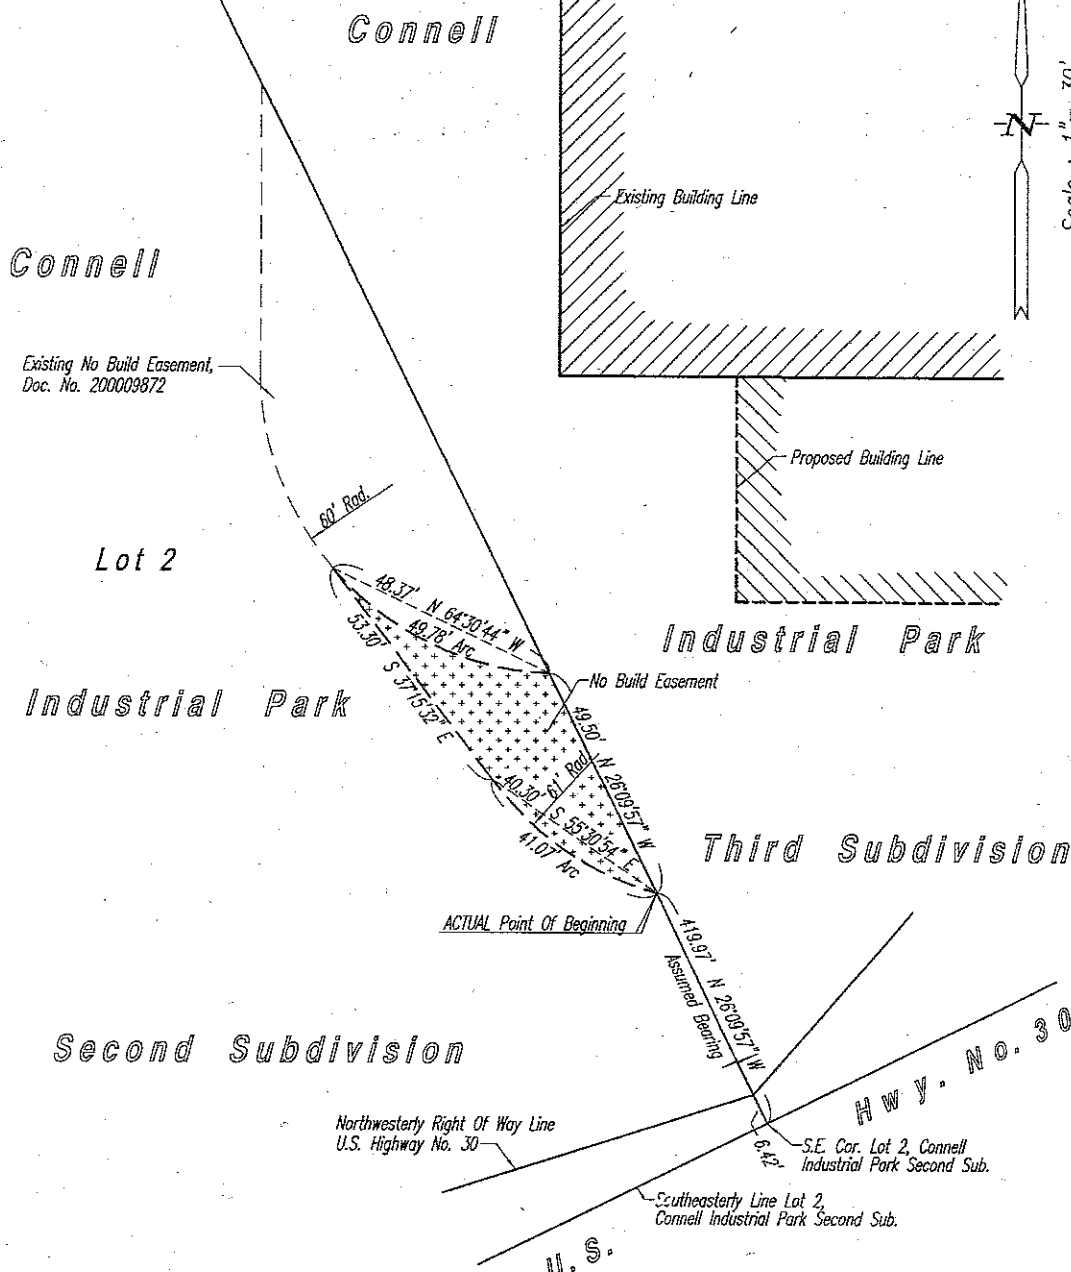 Connell
N
Scale : 1" = 30'
Existing Building Line
Connell
Existing No Build Easement,
Doc. No. 200009872
Proposed Building Line
60' Rad.
Lot 2
48.37' N 64°30'44" W
49.78' Arc
53.30' S 37°15'32" E
Industrial Park
No Build Easement
Industrial Park
49.50' N 26°09'57" W
61' Rad.
40.30' S 55°30'54" E
41.07' Arc
Third Subdivision
ACTUAL Point Of Beginning
419.97' N 26°09'57" W
Assumed Bearing
Second Subdivision
Hwy. No. 30
Northwesterly Right Of Way Line
U.S. Highway No. 30
6.42'
S.E. Cor. Lot 2, Connell
Industrial Park Second Sub.
Southeasterly Line Lot 2,
Connell Industrial Park Second Sub.
U.S.